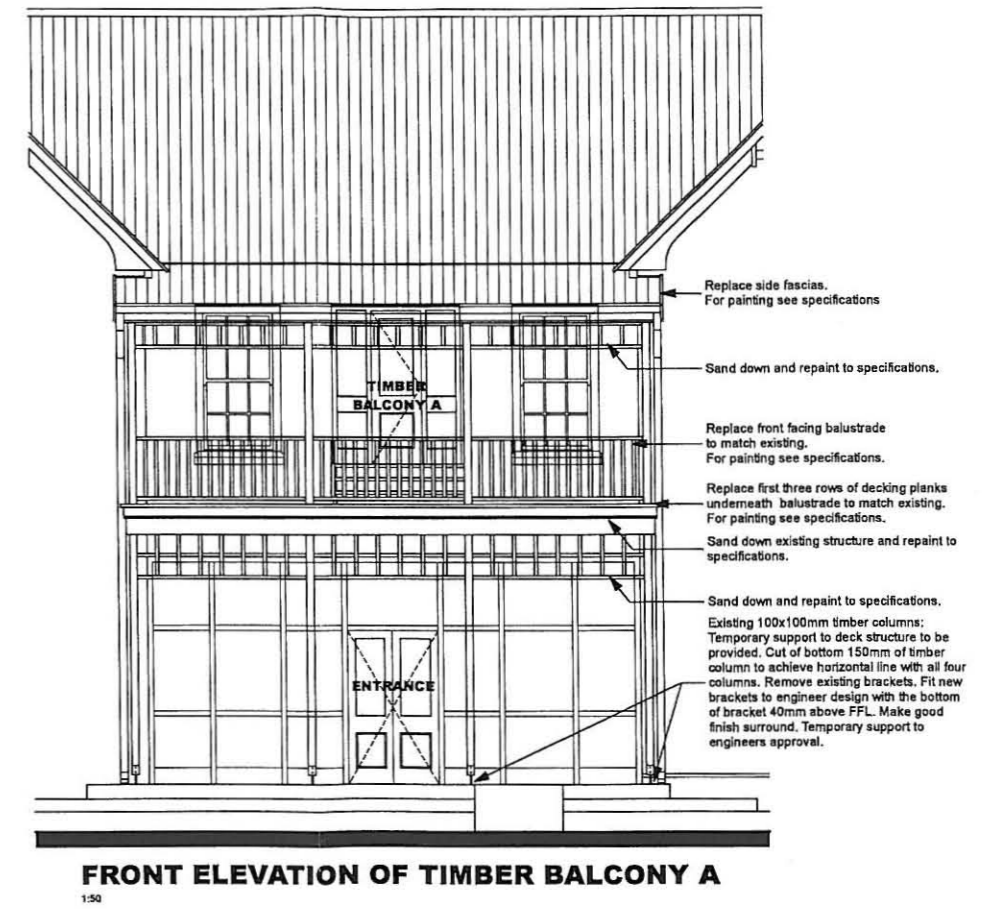 Replace side fascias.
For painting see specifications
Sand down and repaint to specifications.
TIMBER
BALCONY A
Replace front facing balustrade
to match existing.
For painting see specifications.
Replace first three rows of decking planks
underneath balustrade to match existing.
For painting see specifications.
Sand down existing structure and repaint to
specifications.
Sand down and repaint to specifications.
Existing 100x100mm timber columns:
Temporary support to deck structure to be
provided. Cut of bottom 150mm of timber
column to achieve horizontal line with all four
columns. Remove existing brackets. Fit new
brackets to engineer design with the bottom
of bracket 40mm above FFL. Make good
finish surround. Temporary support to
engineers approval.
ENTRANCE
FRONT ELEVATION OF TIMBER BALCONY A
1:50